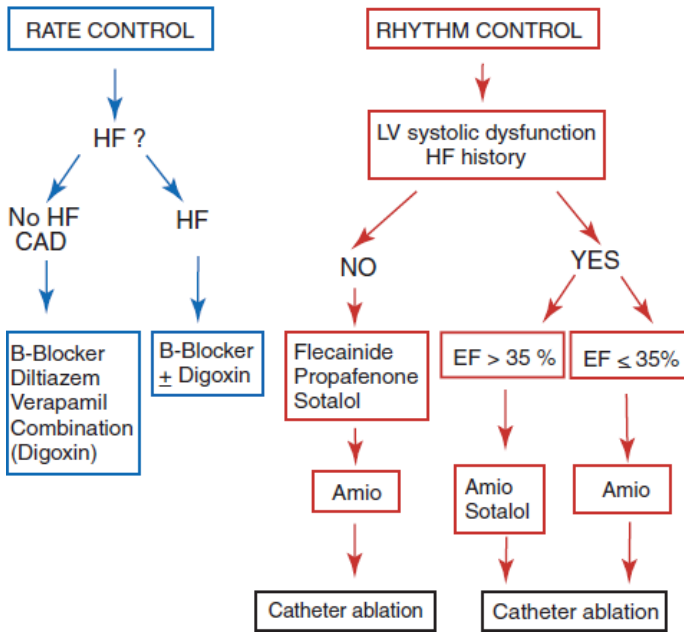 RATE CONTROL
HF ?
No HF
CAD
HF
B-Blocker
Diltiazem
Verapamil
Combination
(Digoxin)
B-Blocker
± Digoxin
RHYTHM CONTROL
LV systolic dysfunction
HF history
NO
YES
Flecainide
Propafenone
Sotalol
EF > 35 %
EF ≤ 35%
Amio
Amio
Sotalol
Amio
Catheter ablation
Catheter ablation